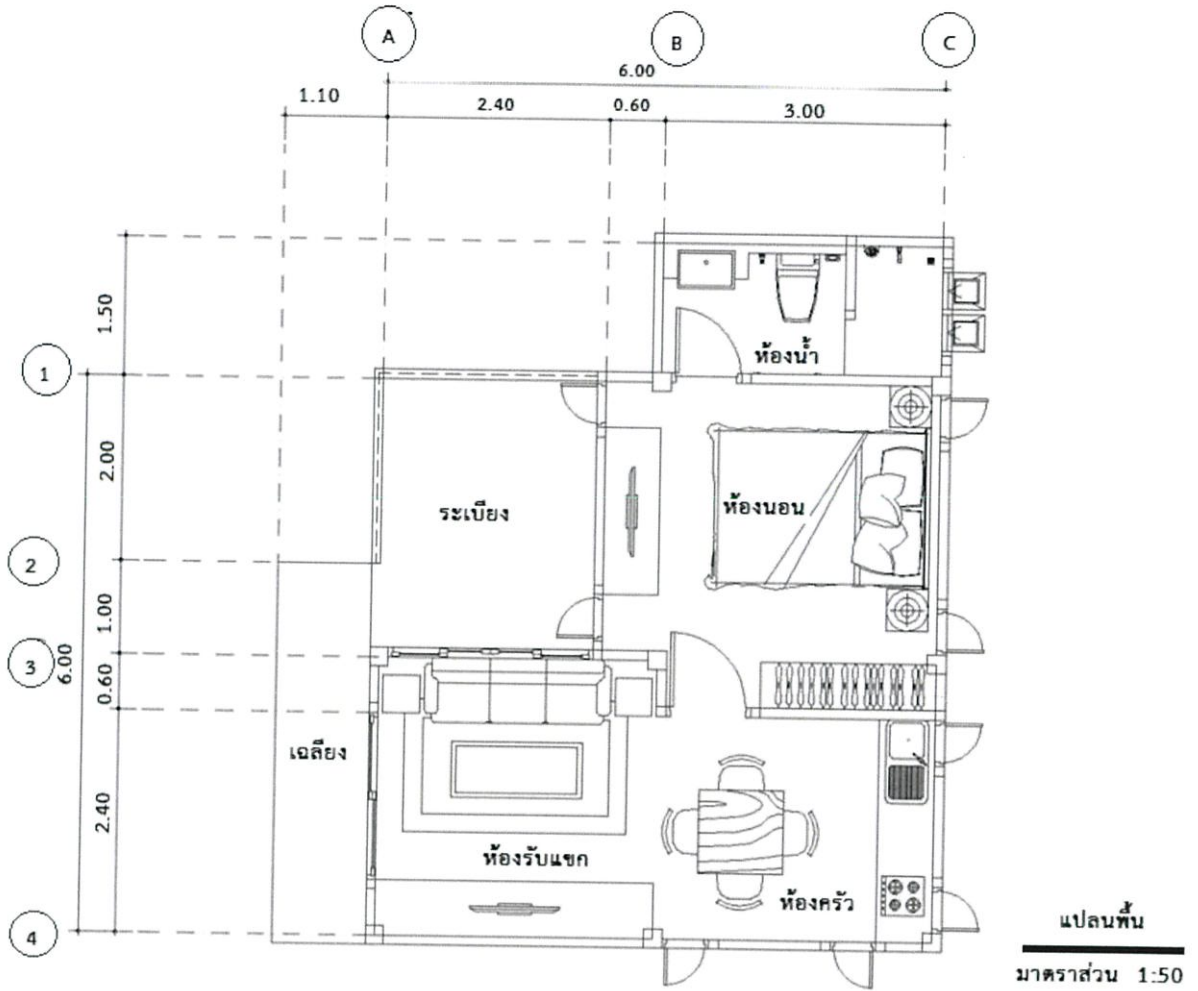 A
B
C
6.00
1.10
2.40
0.60
3.00
1.50
1
ห้องน้ำ
2.00
ระเบียง
ห้องนอน
2
1.00
3
6.00
0.60
เฉลียง
2.40
ห้องรับแขก
ห้องครัว
4
แปลนพื้น
มาตราส่วน 1:50